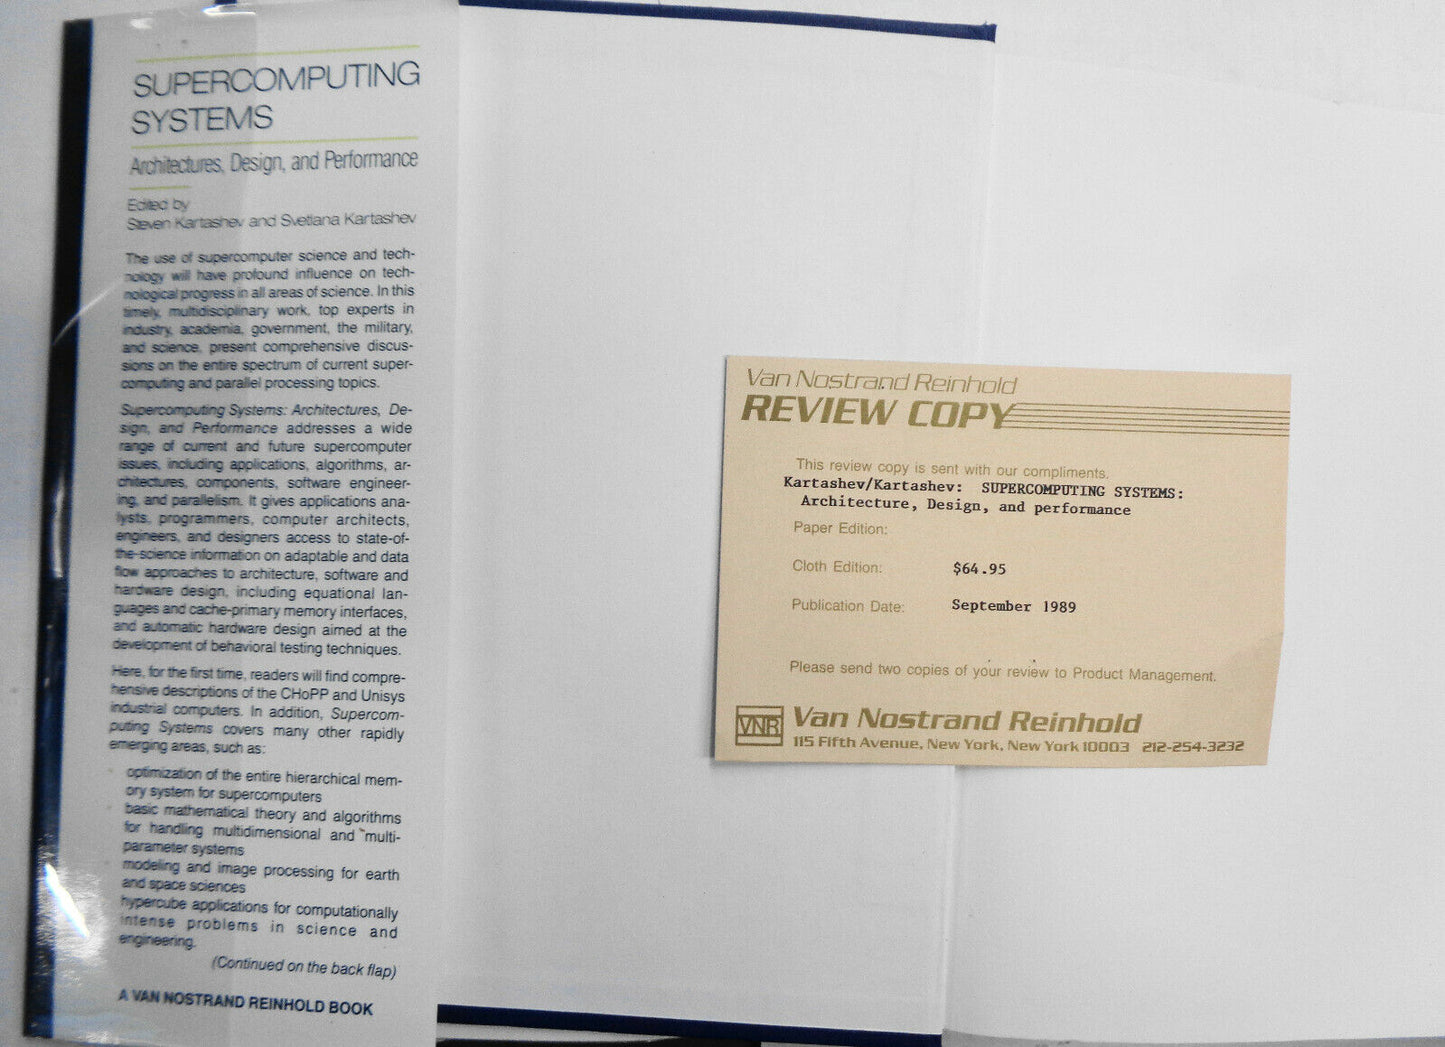 SUPERCOMPUTING
SYSTEMS
Architectures, Design, and Performance
Edited by
Steven Kartashev and Svetlana Kartashev
The use of supercomputer science and tech-
nology will have profound influence on tech-
nological progress in all areas of science. In this
timely, multidisciplinary work, top experts in
industry, academia, government, the military,
and science, present comprehensive discus-
sions on the entire spectrum of current super-
computing and parallel processing topics.
Supercomputing Systems: Architectures, De-
sign, and Performance addresses a wide
range of current and future supercomputer
issues, including applications, algorithms, ar-
chitectures, components, software engineer-
ing, and parallelism. It gives applications ana-
lysts, programmers, computer architects,
engineers, and designers access to state-of-
the-science information on adaptable and data
flow approaches to architecture, software and
hardware design, including equational lan-
guages and cache-primary memory interfaces,
and automatic hardware design aimed at the
development of behavioral testing techniques.
Here, for the first time, readers will find compre-
hensive descriptions of the CHoPP and Unisys
industrial computers. In addition, Supercom-
puting Systems covers many other rapidly
emerging areas, such as:
optimization of the entire hierarchical mem-
ory system for supercomputers
basic mathematical theory and algorithms
for handling multidimensional and multi-
parameter systems
modeling and image processing for earth
and space sciences
hypercube applications for computationally
intense problems in science and
engineering.
(Continued on the back flap)
A VAN NOSTRAND REINHOLD BOOK
Van Nostrand Reinhold
REVIEW COPY
This review copy is sent with our compliments.
Kartashev/Kartashev: SUPERCOMPUTING SYSTEMS:
Architecture, Design, and performance
Paper Edition:
Cloth Edition: $64.95
Publication Date: September 1989
Please send two copies of your review to Product Management.
VNR Van Nostrand Reinhold
115 Fifth Avenue, New York, New York 10003 212-254-3232